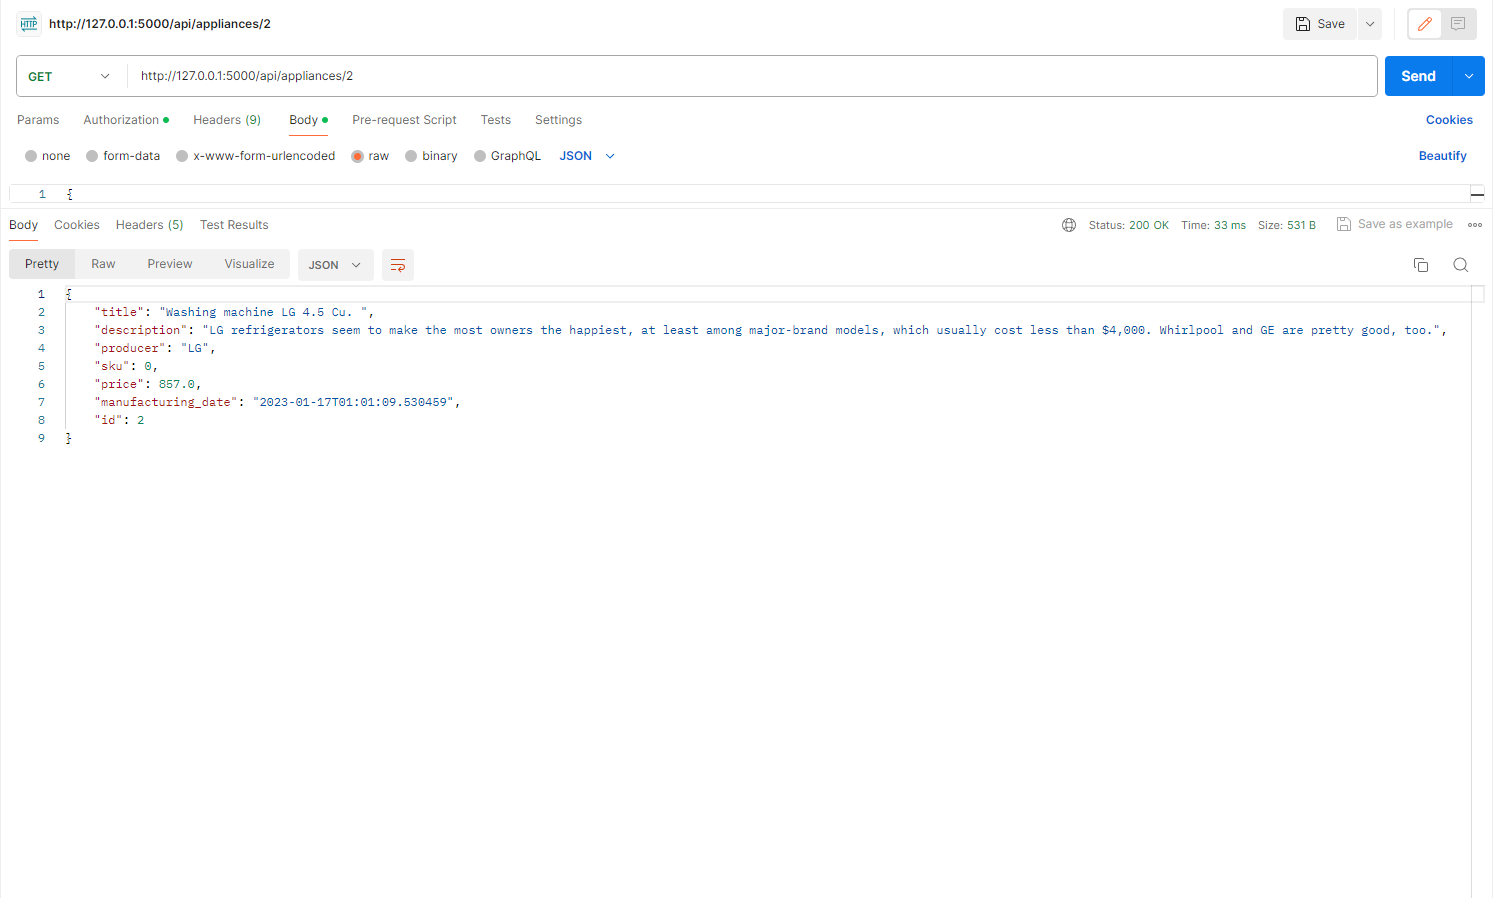 HTTP http://127.0.0.1:5000/api/appliances/2 Save
GET http://127.0.0.1:5000/api/appliances/2 Send
Params Authorization Headers (9) Body Pre-request Script Tests Settings Cookies
none form-data x-www-form-urlencoded raw binary GraphQL JSON Beautify
1 {
Body Cookies Headers (5) Test Results Status: 200 OK Time: 33 ms Size: 531 B Save as example
Pretty Raw Preview Visualize JSON
1 {
2 "title": "Washing machine LG 4.5 Cu. ",
3 "description": "LG refrigerators seem to make the most owners the happiest, at least among major-brand models, which usually cost less than $4,000. Whirlpool and GE are pretty good, too.",
4 "producer": "LG",
5 "sku": 0,
6 "price": 857.0,
7 "manufacturing_date": "2023-01-17T01:01:09.530459",
8 "id": 2
9 }